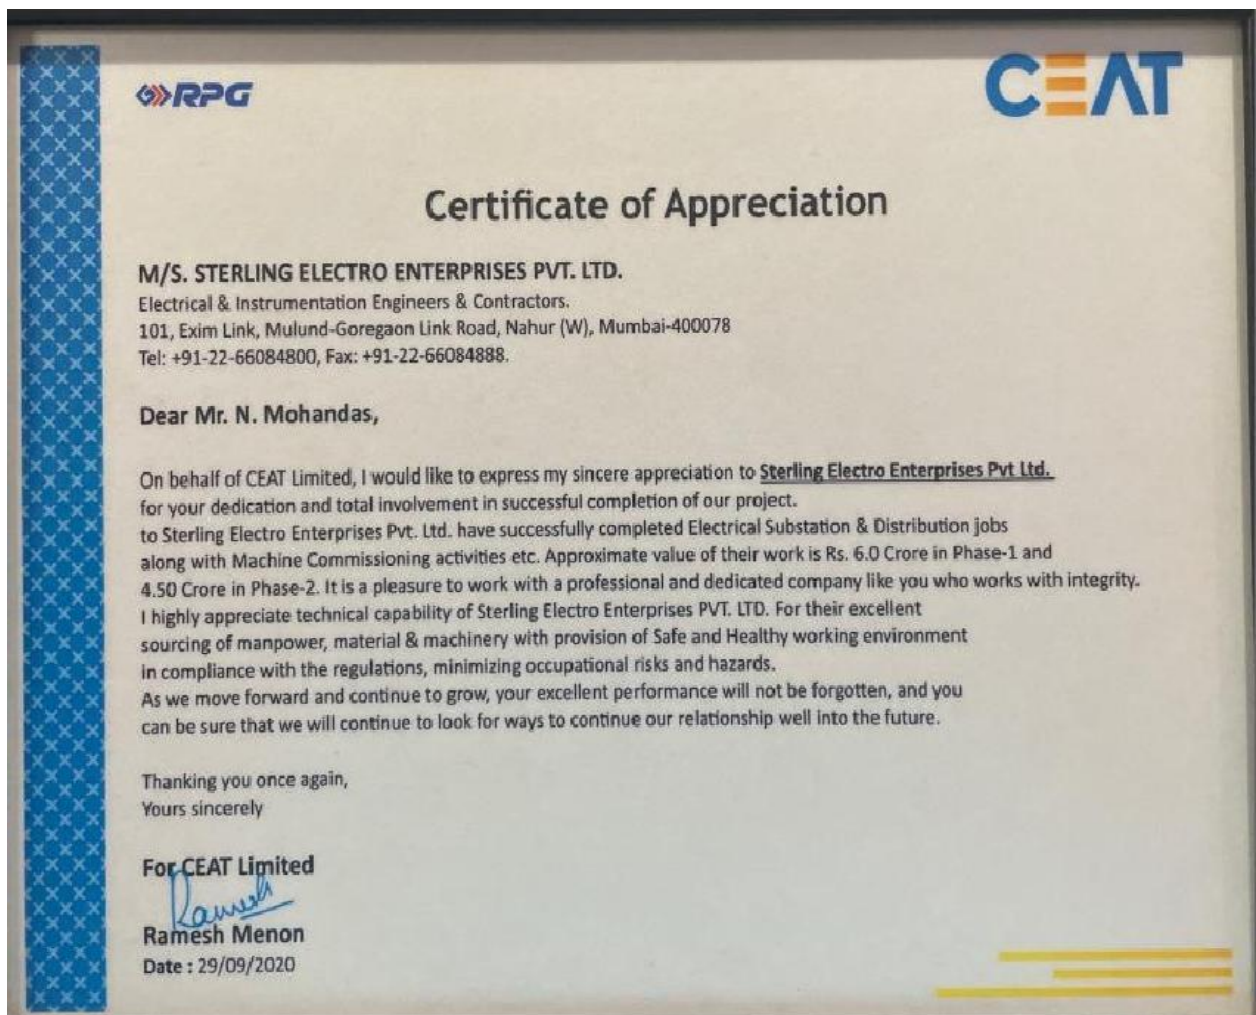 RPG
CEAT
Certificate of Appreciation
M/S. STERLING ELECTRO ENTERPRISES PVT. LTD.
Electrical & Instrumentation Engineers & Contractors.
101, Exim Link, Mulund-Goregaon Link Road, Nahur (W), Mumbai-400078
Tel: +91-22-66084800, Fax: +91-22-66084888.
Dear Mr. N. Mohandas,
On behalf of CEAT Limited, I would like to express my sincere appreciation to Sterling Electro Enterprises Pvt Ltd.
for your dedication and total involvement in successful completion of our project.
to Sterling Electro Enterprises Pvt. Ltd. have successfully completed Electrical Substation & Distribution jobs
along with Machine Commissioning activities etc. Approximate value of their work is Rs. 6.0 Crore in Phase-1 and
4.50 Crore in Phase-2. It is a pleasure to work with a professional and dedicated company like you who works with integrity.
I highly appreciate technical capability of Sterling Electro Enterprises PVT. LTD. For their excellent
sourcing of manpower, material & machinery with provision of Safe and Healthy working environment
in compliance with the regulations, minimizing occupational risks and hazards.
As we move forward and continue to grow, your excellent performance will not be forgotten, and you
can be sure that we will continue to look for ways to continue our relationship well into the future.
Thanking you once again,
Yours sincerely
For CEAT Limited
Ramesh
Ramesh Menon
Date : 29/09/2020